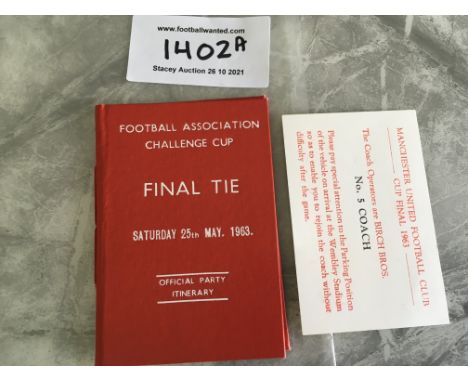 www.footballwanted.com
1402A
Stacey Auction 26 10 2021
FOOTBALL ASSOCIATION
CHALLENGE CUP
FINAL TIE
SATURDAY 25th MAY. 1963.
OFFICIAL PARTY
ITINERARY
MANCHESTER UNITED FOOTBALL CLUB
CUP FINAL 1963
The Coach Operators are BIRCH BROS.
No. 5 COACH
Please pay special attention to the Parking Position
of the vehicle on arrival at the Wembley Stadium
so as to enable you to rejoin the coach without
difficulty after the game.